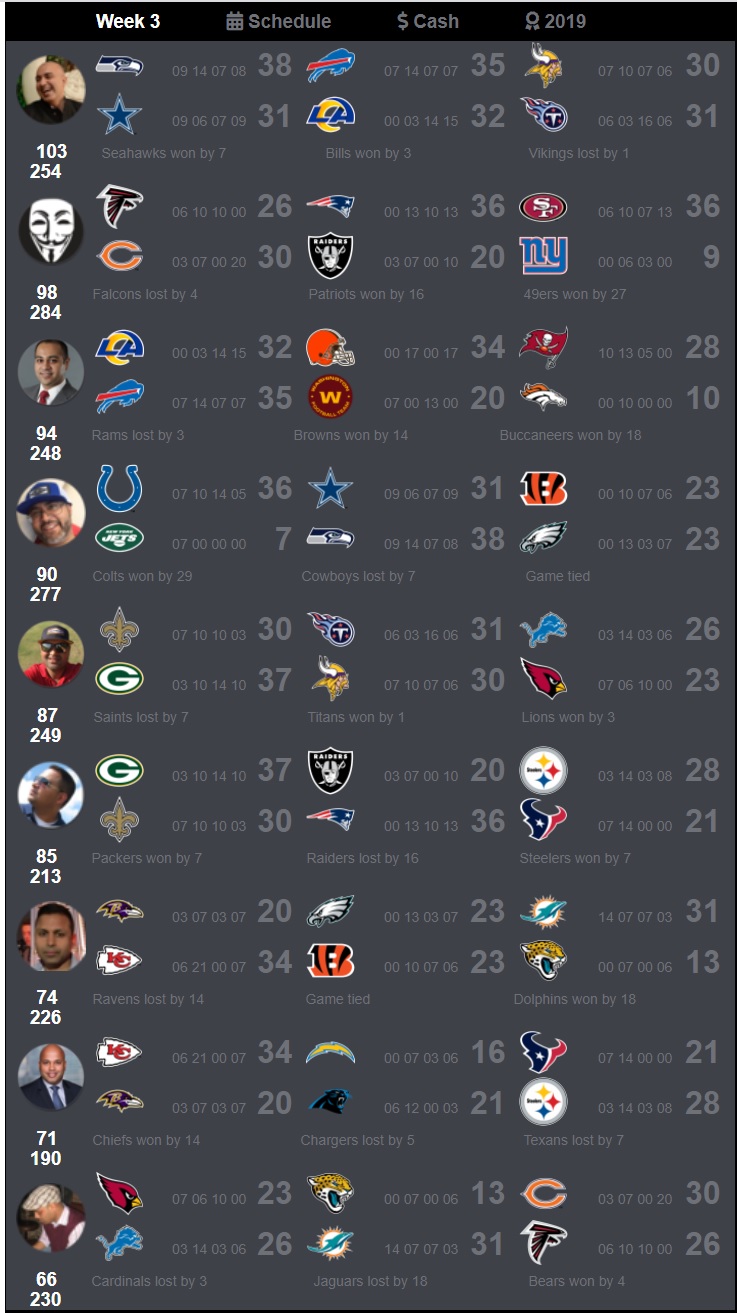 Week 3 Schedule Cash 2019
09 14 07 08 38 07 14 07 07 35 07 10 07 06 30
09 06 07 09 31 00 03 14 15 32 06 03 16 06 31
103 Seahawks won by 7 Bills won by 3 Vikings lost by 1
254
06 10 10 00 26 00 13 10 13 36 06 10 07 13 36
RAIDERS
03 07 00 20 30 03 07 00 10 20 00 06 03 00 9
98 Falcons lost by 4 Patriots won by 16 49ers won by 27
284
00 03 14 15 32 00 17 00 17 34 10 13 05 00 28
07 14 07 07 35 07 00 13 00 20 00 10 00 00 10
94 Rams lost by 3 Browns won by 14 Buccaneers won by 18
248
07 10 14 05 36 09 06 07 09 31 00 10 07 06 23
07 00 00 00 7 09 14 07 08 38 00 13 03 07 23
90 Colts won by 29 Cowboys lost by 7 Game tied
277
07 10 10 03 30 06 03 16 06 31 03 14 03 06 26
03 10 14 10 37 07 10 07 06 30 07 06 10 00 23
87 Saints lost by 7 Titans won by 1 Lions won by 3
249
RAIDERS
03 10 14 10 37 03 07 00 10 20 03 14 03 08 28
07 10 10 03 30 00 13 10 13 36 07 14 00 00 21
85 Packers won by 7 Raiders lost by 16 Steelers won by 7
213
03 07 03 07 20 00 13 03 07 23 14 07 07 03 31
06 21 00 07 34 00 10 07 06 23 00 07 00 06 13
74 Ravens lost by 14 Game tied Dolphins won by 18
226
06 21 00 07 34 00 07 03 06 16 07 14 00 00 21
03 07 03 07 20 06 12 00 03 21 03 14 03 08 28
71 Chiefs won by 14 Chargers lost by 5 Texans lost by 7
190
07 06 10 00 23 00 07 00 06 13 03 07 00 20 30
03 14 03 06 26 14 07 07 03 31 06 10 10 00 26
66 Cardinals lost by 3 Jaguars lost by 18 Bears won by 4
230